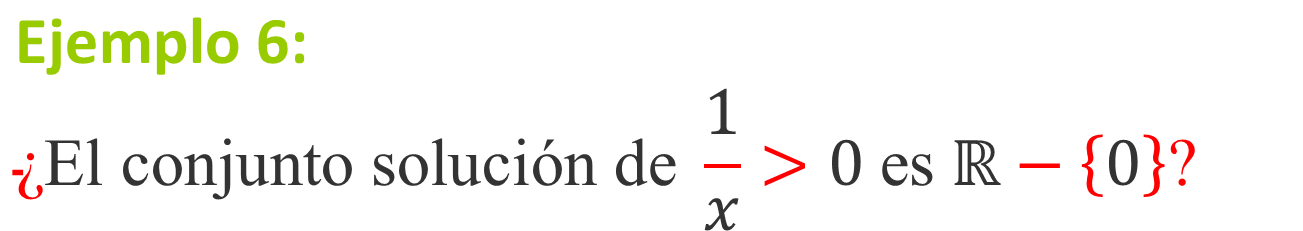 Ejemplo 6:
¿El conjunto solución de 1/x > 0 es ℝ − {0}?